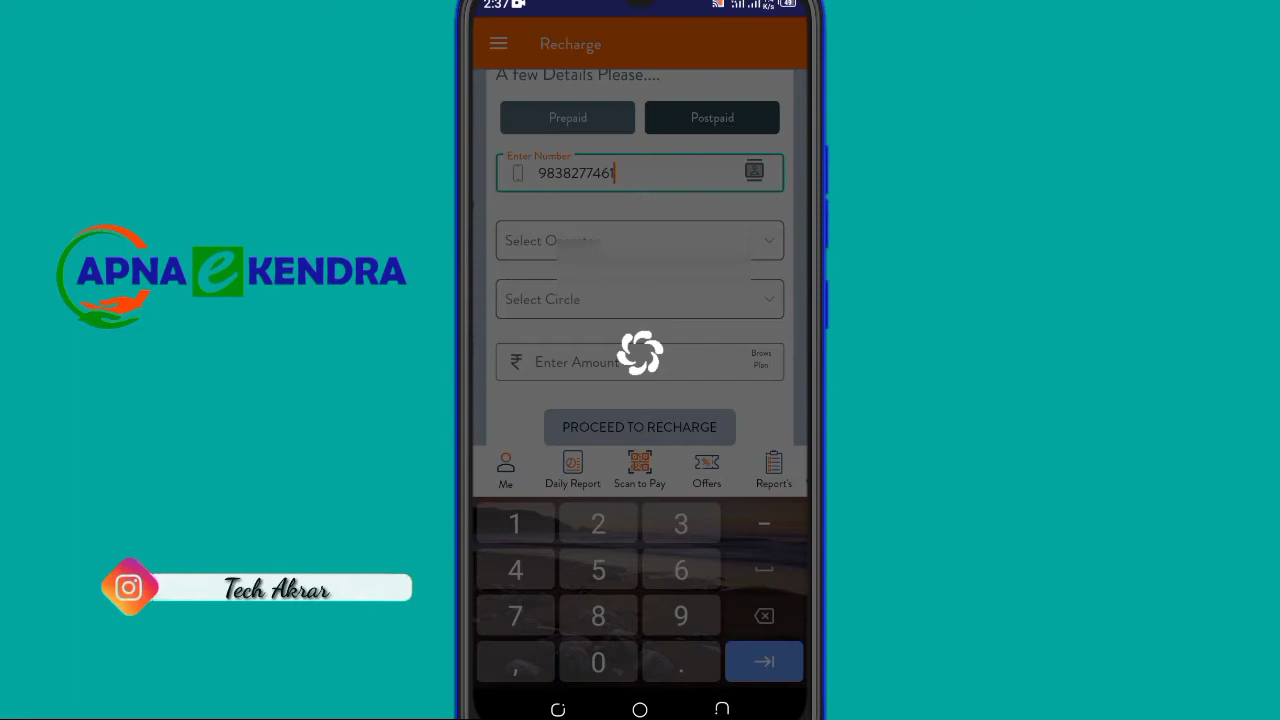 2:37
49
K/s
Recharge
A few Details Please....
Prepaid
Postpaid
Enter Number
9838277461
APNA e KENDRA
Select Operator
Select Circle
₹ Enter Amount
Brows
Plan
PROCEED TO RECHARGE
Me
Daily Report
Scan to Pay
Offers
Report's
1 2 3 -
4 5 6
7 8 9
, 0 .
Tech Akrar